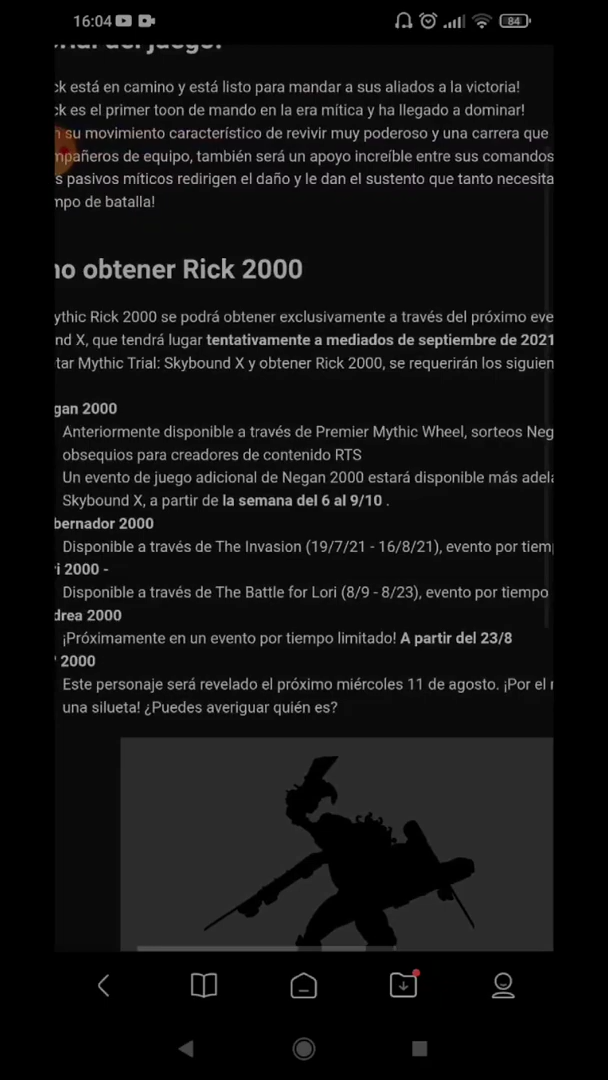 16:04
84
ck está en camino y está listo para mandar a sus aliados a la victoria!
ck es el primer toon de mando en la era mítica y ha llegado a dominar!
su movimiento característico de revivir muy poderoso y una carrera que
mpañeros de equipo, también será un apoyo increíble entre sus comandos
s pasivos míticos redirigen el daño y le dan el sustento que tanto necesita
mpo de batalla!
no obtener Rick 2000
ythic Rick 2000 se podrá obtener exclusivamente a través del próximo eve
nd X, que tendrá lugar tentativamente a mediados de septiembre de 2021
tar Mythic Trial: Skybound X y obtener Rick 2000, se requerirán los siguien
gan 2000
Anteriormente disponible a través de Premier Mythic Wheel, sorteos Neg
obsequios para creadores de contenido RTS
Un evento de juego adicional de Negan 2000 estará disponible más adela
Skybound X, a partir de la semana del 6 al 9/10 .
bernador 2000
Disponible a través de The Invasion (19/7/21 - 16/8/21), evento por tiem
i 2000 -
Disponible a través de The Battle for Lori (8/9 - 8/23), evento por tiempo
drea 2000
¡Próximamente en un evento por tiempo limitado! A partir del 23/8
2000
Este personaje será revelado el próximo miércoles 11 de agosto. ¡Por el
una silueta! ¿Puedes averiguar quién es?